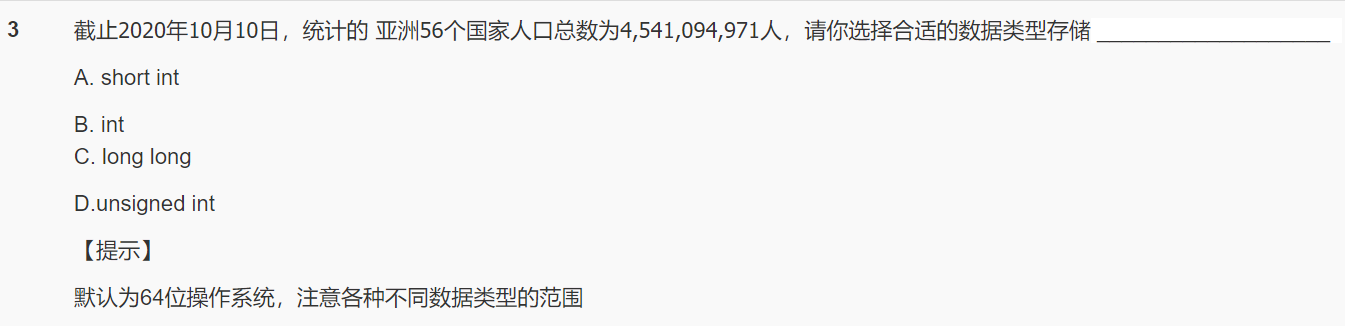 3 截止2020年10月10日，统计的 亚洲56个国家人口总数为4,541,094,971人，请你选择合适的数据类型存储 ____________________
A. short int
B. int
C. long long
D.unsigned int
【提示】
默认为64位操作系统，注意各种不同数据类型的范围